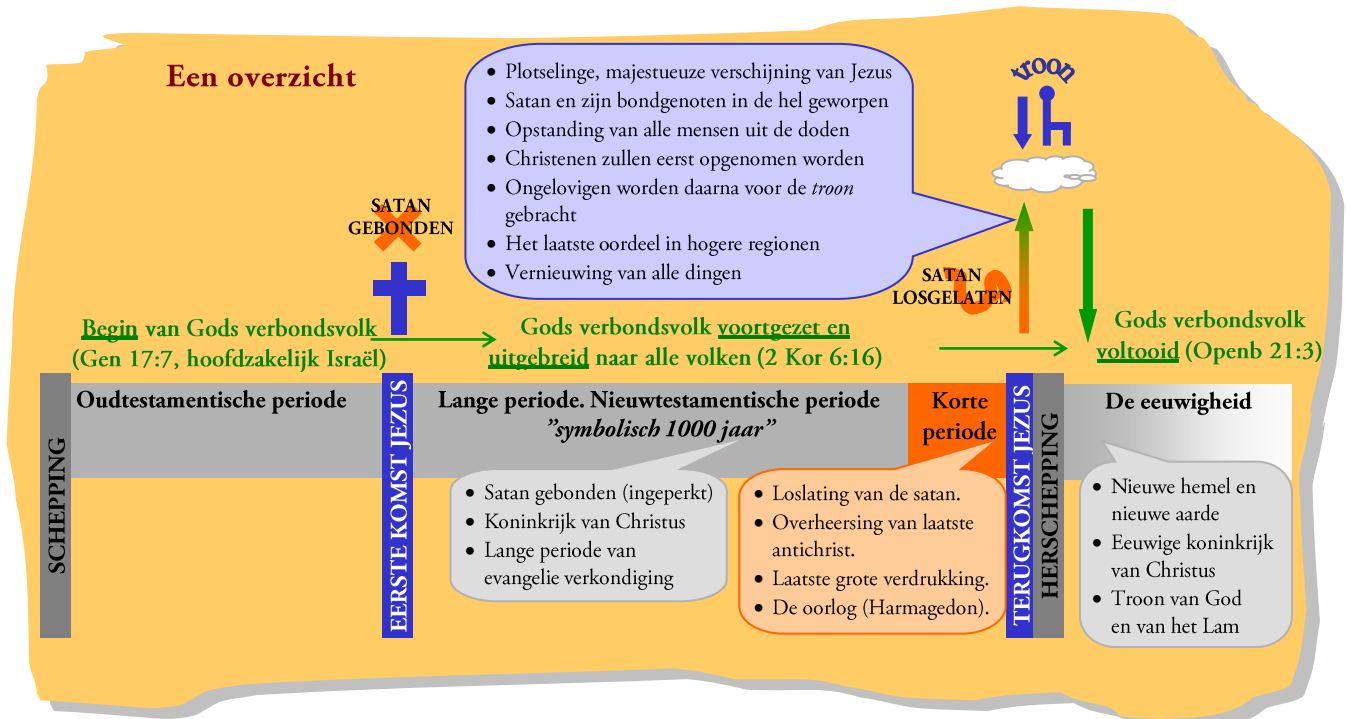 Een overzicht
• Plotselinge, majestueuze verschijning van Jezus
• Satan en zijn bondgenoten in de hel geworpen
• Opstanding van alle mensen uit de doden
• Christenen zullen eerst opgenomen worden
• Ongelovigen worden daarna voor de troon
gebracht
• Het laatste oordeel in hogere regionen
• Vernieuwing van alle dingen
troon
SATAN
GEBONDEN
SATAN
LOSGELATEN
Begin van Gods verbondsvolk
(Gen 17:7, hoofdzakelijk Israël)
Gods verbondsvolk voortgezet en
uitgebreid naar alle volken (2 Kor 6:16)
Gods verbondsvolk
voltooid (Openb 21:3)
SCHEPPING
Oudtestamentische periode
EERSTE KOMST JEZUS
Lange periode. Nieuwtestamentische periode
”symbolisch 1000 jaar”
Korte
periode
TERUGKOMST JEZUS
HERSCHEPPING
De eeuwigheid
• Satan gebonden (ingeperkt)
• Koninkrijk van Christus
• Lange periode van
evangelie verkondiging
• Loslating van de satan.
• Overheersing van laatste
antichrist.
• Laatste grote verdrukking.
• De oorlog (Harmagedon).
• Nieuwe hemel en
nieuwe aarde
• Eeuwige koninkrijk
van Christus
• Troon van God
en van het Lam